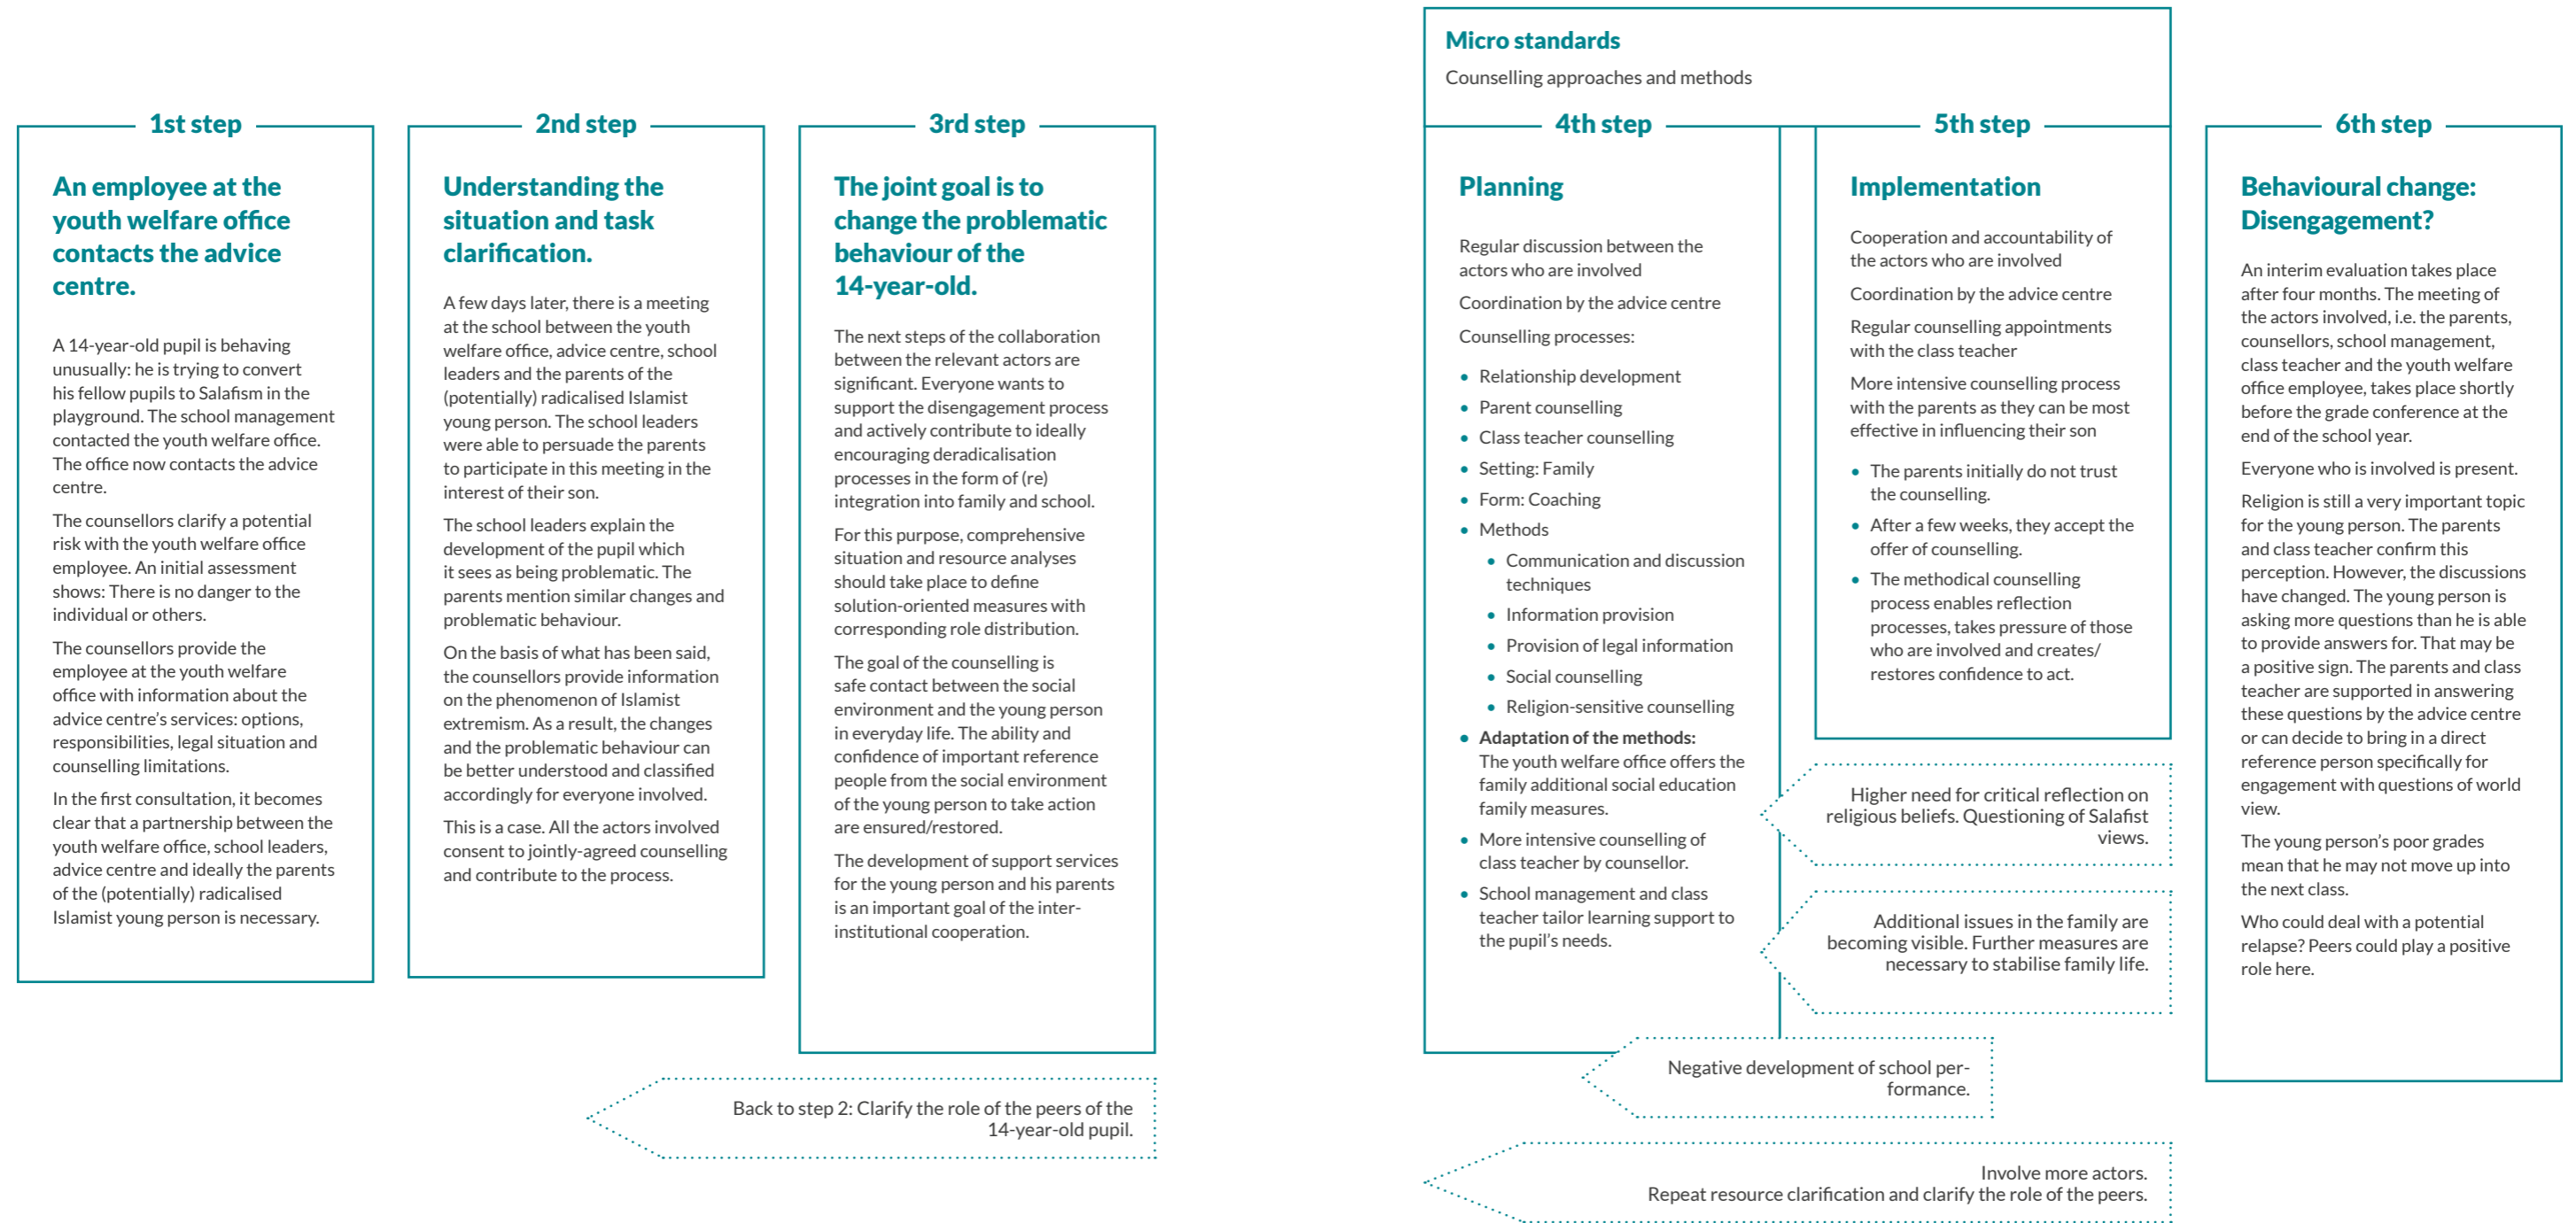 1st step
An employee at the
youth welfare office
contacts the advice
centre.
A 14-year-old pupil is behaving
unusually: he is trying to convert
his fellow pupils to Salafism in the
playground. The school management
contacted the youth welfare office.
The office now contacts the advice
centre.
The counsellors clarify a potential
risk with the youth welfare office
employee. An initial assessment
shows: There is no danger to the
individual or others.
The counsellors provide the
employee at the youth welfare
office with information about the
advice centre's services: options,
responsibilities, legal situation and
counselling limitations.
In the first consultation, it becomes
clear that a partnership between the
youth welfare office, school leaders,
advice centre and ideally the parents
of the (potentially) radicalised
Islamist young person is necessary.
2nd step
Understanding the
situation and task
clarification.
A few days later, there is a meeting
at the school between the youth
welfare office, advice centre, school
leaders and the parents of the
(potentially) radicalised Islamist
young person. The school leaders
were able to persuade the parents
to participate in this meeting in the
interest of their son.
The school leaders explain the
development of the pupil which
it sees as being problematic. The
parents mention similar changes and
problematic behaviour.
On the basis of what has been said,
the counsellors provide information
on the phenomenon of Islamist
extremism. As a result, the changes
and the problematic behaviour can
be better understood and classified
accordingly for everyone involved.
This is a case. All the actors involved
consent to jointly-agreed counselling
and contribute to the process.
3rd step
The joint goal is to
change the problematic
behaviour of the
14-year-old.
The next steps of the collaboration
between the relevant actors are
significant. Everyone wants to
support the disengagement process
and actively contribute to ideally
encouraging deradicalisation
processes in the form of (re)
integration into family and school.
For this purpose, comprehensive
situation and resource analyses
should take place to define
solution-oriented measures with
corresponding role distribution.
The goal of the counselling is
safe contact between the social
environment and the young person
in everyday life. The ability and
confidence of important reference
people from the social environment
of the young person to take action
are ensured/restored.
The development of support services
for the young person and his parents
is an important goal of the inter-
institutional cooperation.
Back to step 2: Clarify the role of the peers of the
14-year-old pupil.
Micro standards
Counselling approaches and methods
4th step
Planning
Regular discussion between the
actors who are involved
Coordination by the advice centre
Counselling processes:
• Relationship development
• Parent counselling
• Class teacher counselling
• Setting: Family
• Form: Coaching
• Methods
• Communication and discussion
techniques
• Information provision
• Provision of legal information
• Social counselling
• Religion-sensitive counselling
• Adaptation of the methods:
The youth welfare office offers the
family additional social education
family measures.
• More intensive counselling of
class teacher by counsellor.
• School management and class
teacher tailor learning support to
the pupil's needs.
5th step
Implementation
Cooperation and accountability of
the actors who are involved
Coordination by the advice centre
Regular counselling appointments
with the class teacher
More intensive counselling process
with the parents as they can be most
effective in influencing their son
• The parents initially do not trust
the counselling.
• After a few weeks, they accept the
offer of counselling.
• The methodical counselling
process enables reflection
processes, takes pressure of those
who are involved and creates/
restores confidence to act.
Higher need for critical reflection on
religious beliefs. Questioning of Salafist
views.
Additional issues in the family are
becoming visible. Further measures are
necessary to stabilise family life.
Negative development of school per-
formance.
Involve more actors.
Repeat resource clarification and clarify the role of the peers.
6th step
Behavioural change:
Disengagement?
An interim evaluation takes place
after four months. The meeting of
the actors involved, i.e. the parents,
counsellors, school management,
class teacher and the youth welfare
office employee, takes place shortly
before the grade conference at the
end of the school year.
Everyone who is involved is present.
Religion is still a very important topic
for the young person. The parents
and class teacher confirm this
perception. However, the discussions
have changed. The young person is
asking more questions than he is able
to provide answers for. That may be
a positive sign. The parents and class
teacher are supported in answering
these questions by the advice centre
or can decide to bring in a direct
reference person specifically for
engagement with questions of world
view.
The young person's poor grades
mean that he may not move up into
the next class.
Who could deal with a potential
relapse? Peers could play a positive
role here.